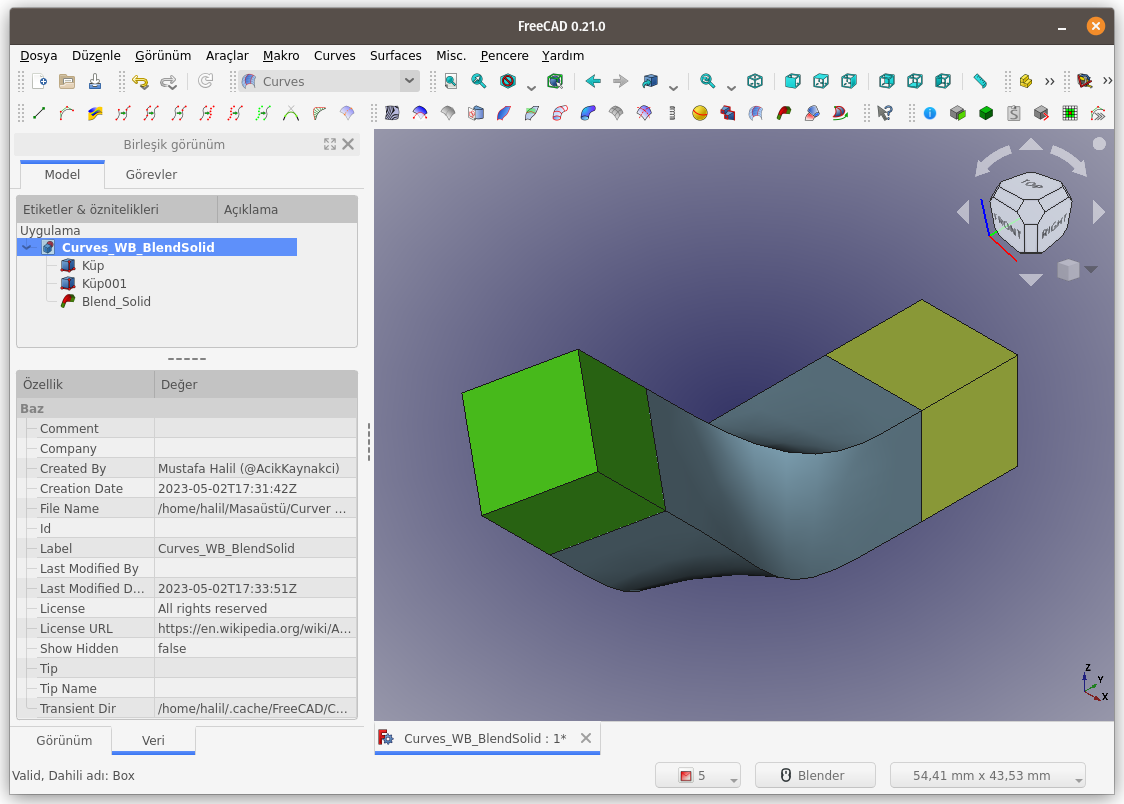 FreeCAD 0.21.0
Dosya Düzenle Görünüm Araçlar Makro Curves Surfaces Misc. Pencere Yardım
Curves
Birleşik görünüm
Model Görevler
Etiketler & öznitelikleri Açıklama
Uygulama
Curves_WB_BlendSolid
Küp
Küp001
Blend_Solid
Özellik Değer
Baz
Comment
Company
Created By Mustafa Halil (@AcikKaynakci)
Creation Date 2023-05-02T17:31:42Z
File Name /home/halil/Masaüstü/Curver ...
Id
Label Curves_WB_BlendSolid
Last Modified By
Last Modified D... 2023-05-02T17:33:51Z
License All rights reserved
License URL https://en.wikipedia.org/wiki/A...
Show Hidden false
Tip
Tip Name
Transient Dir /home/halil/.cache/FreeCAD/C...
Görünüm Veri
TOP
FRONT RIGHT
Z
Y
X
Curves_WB_BlendSolid : 1*
Valid, Dahili adı: Box 5 Blender 54,41 mm x 43,53 mm